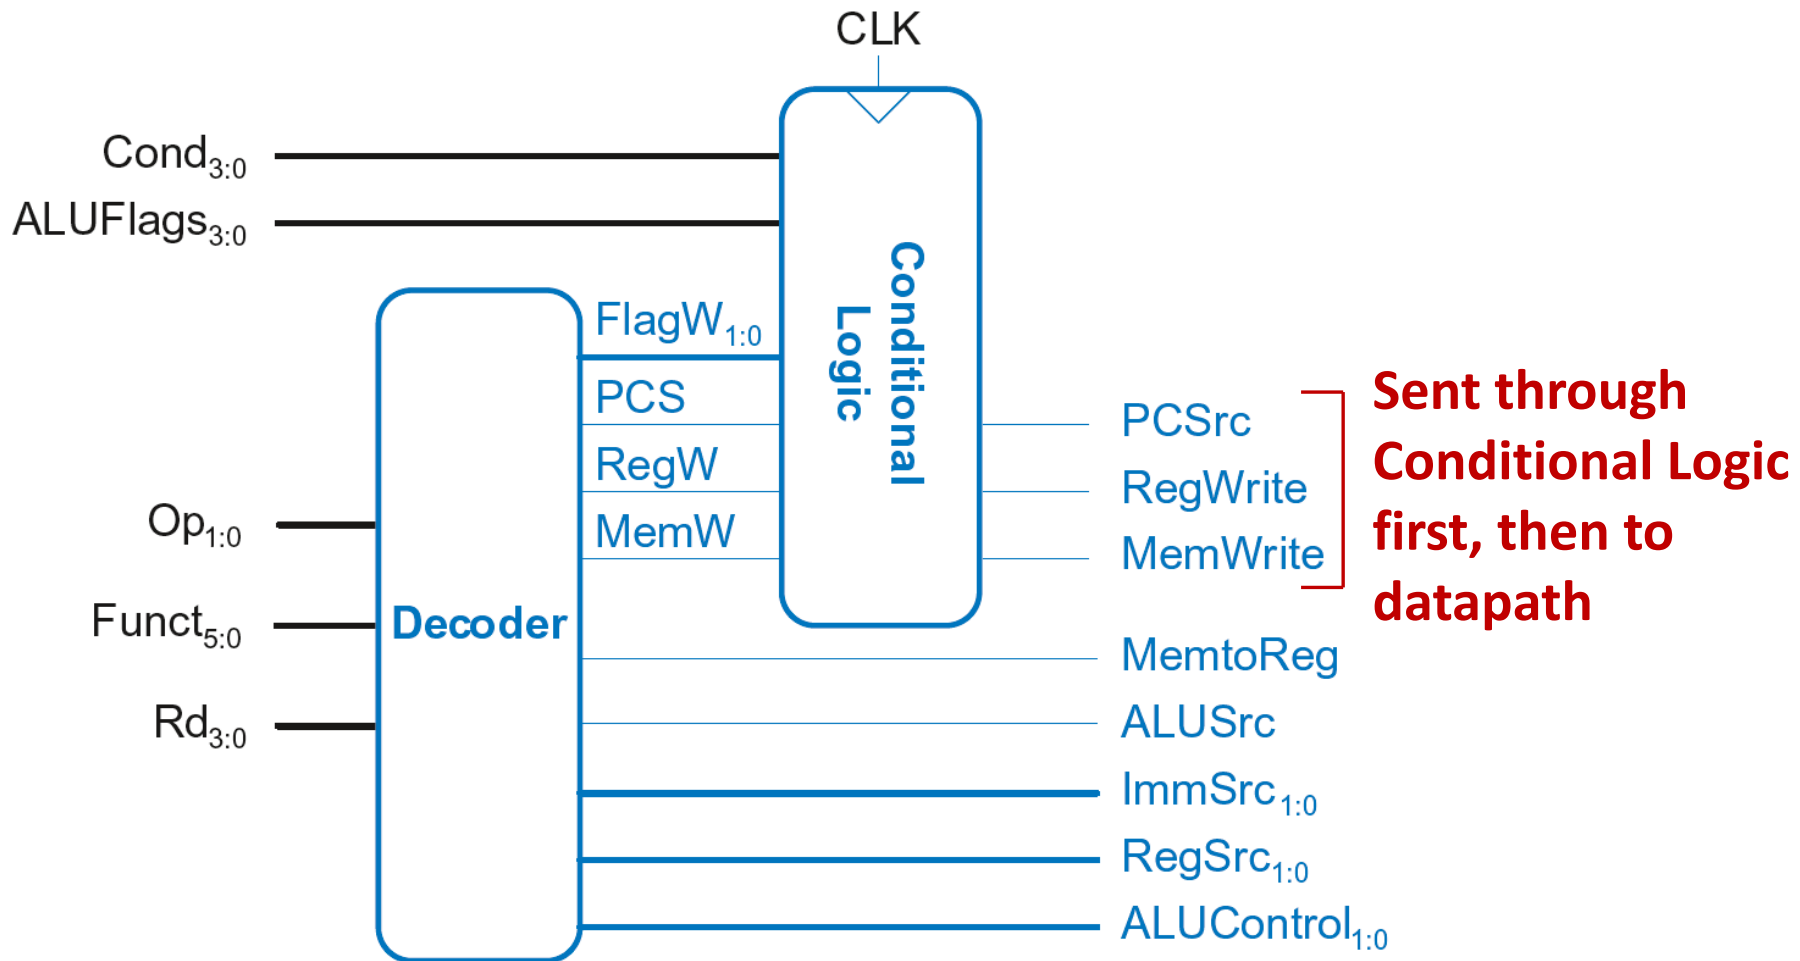 CLK
Cond3:0
ALUFlags3:0
Conditional
Logic
FlagW1:0
PCS
RegW
MemW
PCSrc
RegWrite
MemWrite
Sent through
Conditional Logic
first, then to
datapath
Op1:0
Funct5:0
Rd3:0
Decoder
MemtoReg
ALUSrc
ImmSrc1:0
RegSrc1:0
ALUControl1:0